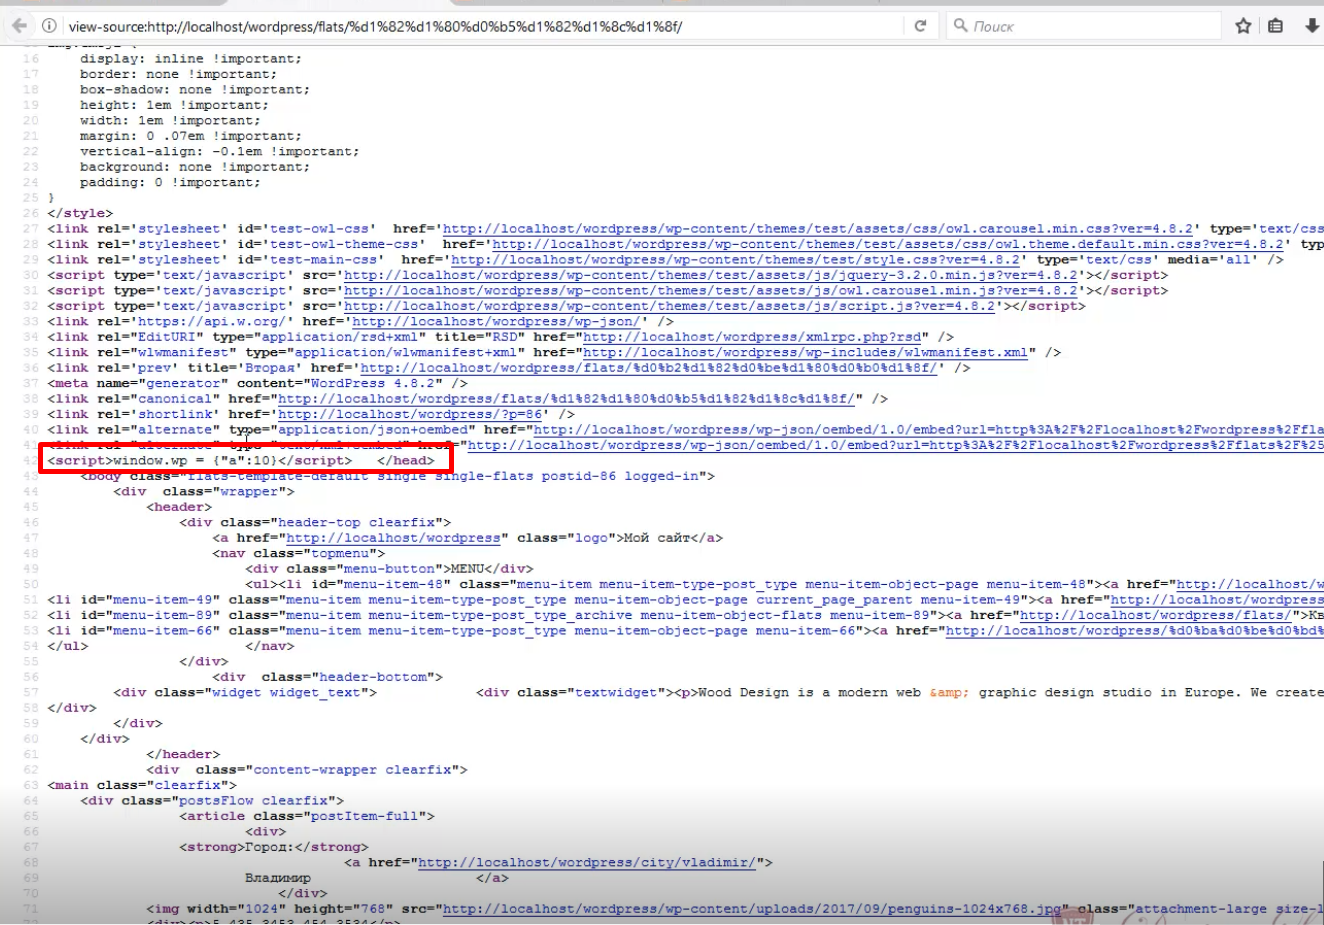 view-source:http://localhost/wordpress/flats/%d1%82%d1%80%d0%b5%d1%82%d1%8c%d1%8f/
Поиск
16 display: inline !important;
17 border: none !important;
18 box-shadow: none !important;
19 height: 1em !important;
20 width: 1em !important;
21 margin: 0 .07em !important;
22 vertical-align: -0.1em !important;
23 background: none !important;
24 padding: 0 !important;
25 }
26 </style>
27 <link rel='stylesheet' id='test-owl-css'  href='http://localhost/wordpress/wp-content/themes/test/assets/css/owl.carousel.min.css?ver=4.8.2' type='text/css
28 <link rel='stylesheet' id='test-owl-theme-css'  href='http://localhost/wordpress/wp-content/themes/test/assets/css/owl.theme.default.min.css?ver=4.8.2' typ
29 <link rel='stylesheet' id='test-main-css'  href='http://localhost/wordpress/wp-content/themes/test/style.css?ver=4.8.2' type='text/css' media='all' />
30 <script type='text/javascript' src='http://localhost/wordpress/wp-content/themes/test/assets/js/jquery-3.2.0.min.js?ver=4.8.2'></script>
31 <script type='text/javascript' src='http://localhost/wordpress/wp-content/themes/test/assets/js/owl.carousel.min.js?ver=4.8.2'></script>
32 <script type='text/javascript' src='http://localhost/wordpress/wp-content/themes/test/assets/js/script.js?ver=4.8.2'></script>
33 <link rel='https://api.w.org/' href='http://localhost/wordpress/wp-json/' />
34 <link rel="EditURI" type="application/rsd+xml" title="RSD" href="http://localhost/wordpress/xmlrpc.php?rsd" />
35 <link rel="wlwmanifest" type="application/wlwmanifest+xml" href="http://localhost/wordpress/wp-includes/wlwmanifest.xml" />
36 <link rel='prev' title='Вторая' href='http://localhost/wordpress/flats/%d0%b2%d1%82%d0%be%d1%80%d0%b0%d1%8f/' />
37 <meta name="generator" content="WordPress 4.8.2" />
38 <link rel="canonical" href="http://localhost/wordpress/flats/%d1%82%d1%80%d0%b5%d1%82%d1%8c%d1%8f/" />
39 <link rel='shortlink' href='http://localhost/wordpress/?p=86' />
40 <link rel="alternate" type="application/json+oembed" href="http://localhost/wordpress/wp-json/oembed/1.0/embed?url=http%3A%2F%2Flocalhost%2Fwordpress%2Ffla
http://localhost/wordpress/wp-json/oembed/1.0/embed?url=http%3A%2F%2Flocalhost%2Fwordpress%2Fflats%2F%25
<script>window.wp = {"a":10}</script>   </head>
43 <body class="flats-template-default single single-flats postid-86 logged-in">
44 <div  class="wrapper">
45 <header>
46 <div class="header-top clearfix">
47 <a href="http://localhost/wordpress" class="logo">Мой сайт</a>
48 <nav class="topmenu">
49 <div class="menu-button">MENU</div>
50 <ul><li id="menu-item-48" class="menu-item menu-item-type-post_type menu-item-object-page menu-item-48"><a href="http://localhost/w
51 <li id="menu-item-49" class="menu-item menu-item-type-post_type menu-item-object-page current_page_parent menu-item-49"><a href="http://localhost/wordpress
52 <li id="menu-item-89" class="menu-item menu-item-type-post_type_archive menu-item-object-flats menu-item-89"><a href="http://localhost/wordpress/flats/">Кв
53 <li id="menu-item-66" class="menu-item menu-item-type-post_type menu-item-object-page menu-item-66"><a href="http://localhost/wordpress/%d0%ba%d0%be%d0%bd%
54 </ul> </nav>
55 </div>
56 <div  class="header-bottom">
57 <div class="widget widget_text"> <div class="textwidget"><p>Wood Design is a modern web &amp; graphic design studio in Europe. We create
58 </div>
59 </div>
60 </div>
61 </header>
62 <div  class="content-wrapper clearfix">
63 <main class="clearfix">
64 <div class="postsFlow clearfix">
65 <article class="postItem-full">
66 <div>
67 <strong>Город:</strong>
68 <a href="http://localhost/wordpress/city/vladimir/">
69 Владимир </a>
70 </div>
71 <img width="1024" height="768" src="http://localhost/wordpress/wp-content/uploads/2017/09/penguins-1024x768.jpg" class="attachment-large size-l